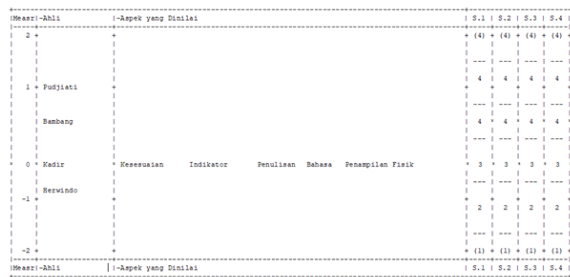 |Measr|-Ahli |-Aspek yang Dinilai | S.1 | S.2 | S.3 | S.4 |
| 2 + + + (4) + (4) + (4) + (4) |
| --- | --- | --- | --- |
| 4 | 4 | 4 | 4 |
| 1 + Pudjiati + + + + + +
| --- | --- | --- | --- |
| Bambang | 4 * 4 * 4 * 4 |
| --- | --- | --- | --- |
* 0 * Kadir * Kesesuaian Indikator Penulisan Bahasa Penampilan Fisik * 3 * 3 * 3 * 3 *
| --- | --- | --- | --- |
| Herwindo
| -1 + + + + + + +
| 2 | 2 | 2 | 2 |
| --- | --- | --- | --- |
| -2 + + + (1) + (1) + (1) + (1) |
|Measr|-Ahli |-Aspek yang Dinilai | S.1 | S.2 | S.3 | S.4 |